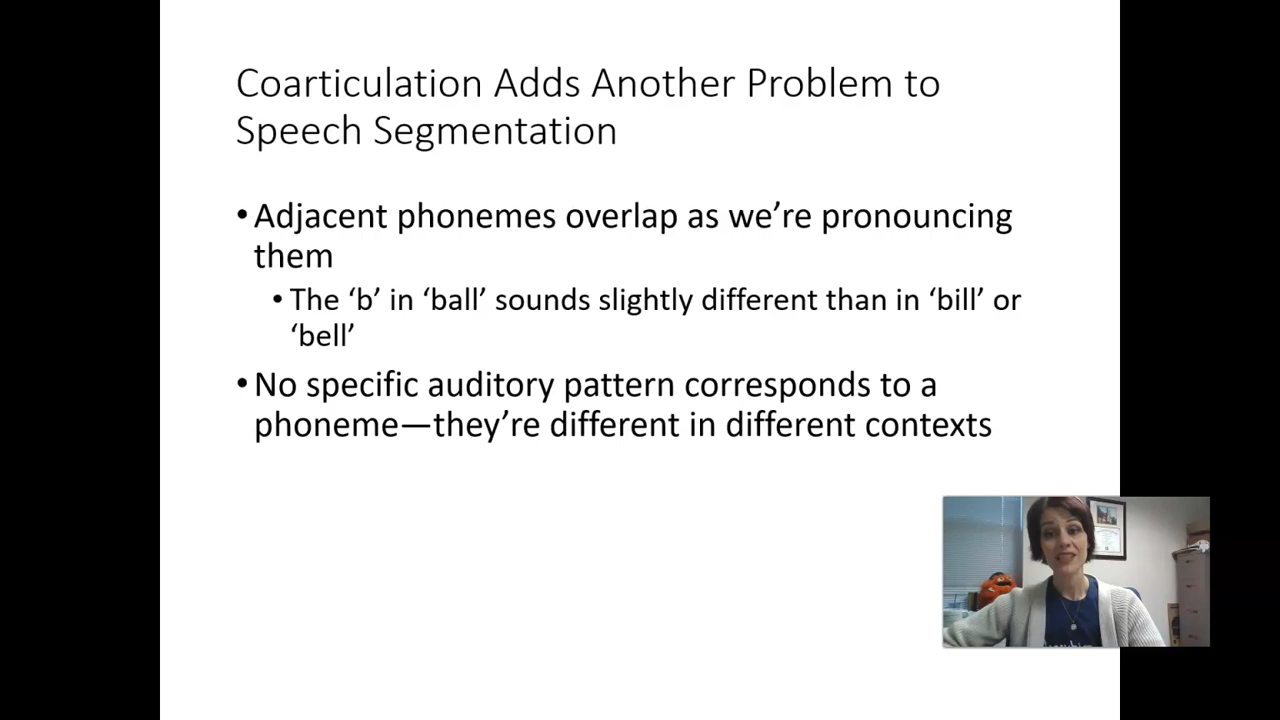 Coarticulation Adds Another Problem to
Speech Segmentation
• Adjacent phonemes overlap as we’re pronouncing
them
• The ‘b’ in ‘ball’ sounds slightly different than in ‘bill’ or
‘bell’
• No specific auditory pattern corresponds to a
phoneme—they’re different in different contexts